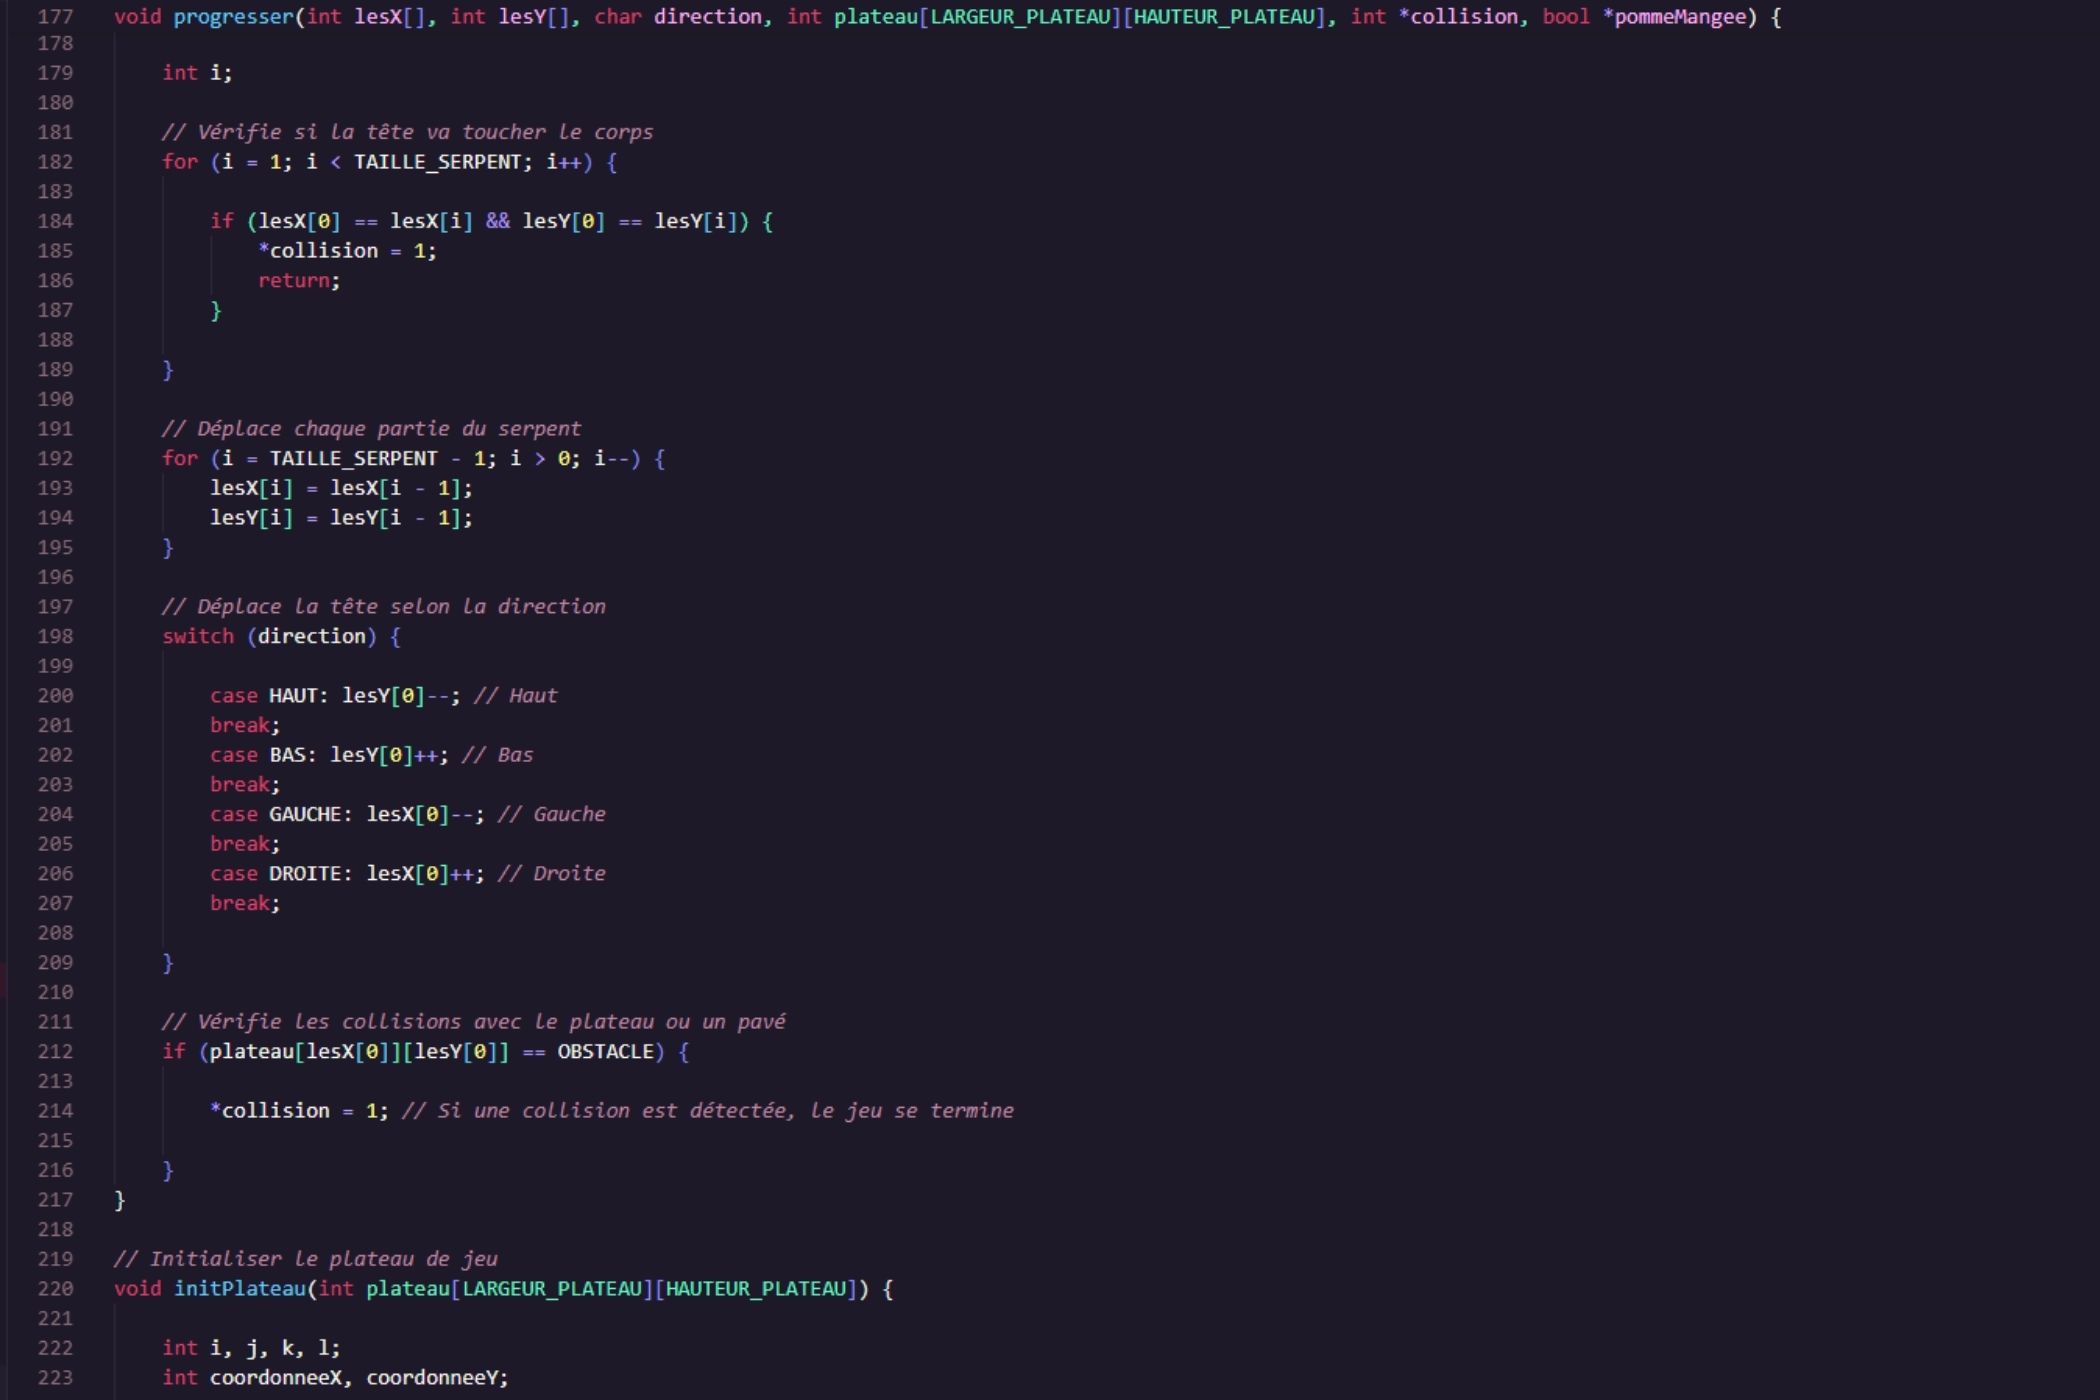 177 void progresser(int lesX[], int lesY[], char direction, int plateau[LARGEUR_PLATEAU][HAUTEUR_PLATEAU], int *collision, bool *pommeMangee) {
178
179 int i;
180
181 // Vérifie si la tête va toucher le corps
182 for (i = 1; i < TAILLE_SERPENT; i++) {
183
184 if (lesX[0] == lesX[i] && lesY[0] == lesY[i]) {
185 *collision = 1;
186 return;
187 }
188
189 }
190
191 // Déplace chaque partie du serpent
192 for (i = TAILLE_SERPENT - 1; i > 0; i--) {
193 lesX[i] = lesX[i - 1];
194 lesY[i] = lesY[i - 1];
195 }
196
197 // Déplace la tête selon la direction
198 switch (direction) {
199
200 case HAUT: lesY[0]--; // Haut
201 break;
202 case BAS: lesY[0]++; // Bas
203 break;
204 case GAUCHE: lesX[0]--; // Gauche
205 break;
206 case DROITE: lesX[0]++; // Droite
207 break;
208
209 }
210
211 // Vérifie les collisions avec le plateau ou un pavé
212 if (plateau[lesX[0]][lesY[0]] == OBSTACLE) {
213
214 *collision = 1; // Si une collision est détectée, le jeu se termine
215
216 }
217 }
218
219 // Initialiser le plateau de jeu
220 void initPlateau(int plateau[LARGEUR_PLATEAU][HAUTEUR_PLATEAU]) {
221
222 int i, j, k, l;
223 int coordonneeX, coordonneeY;